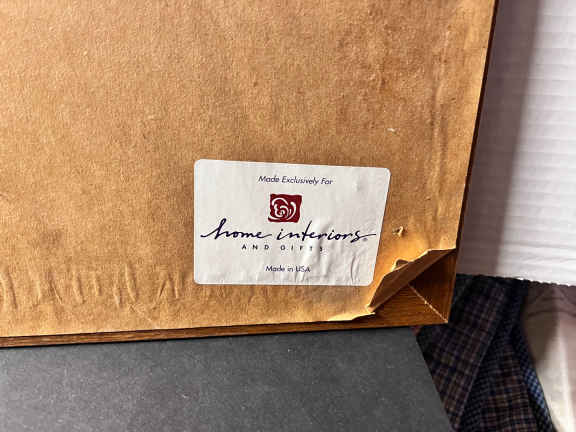 Made Exclusively For
home interiors®
AND GIFTS
Made in USA